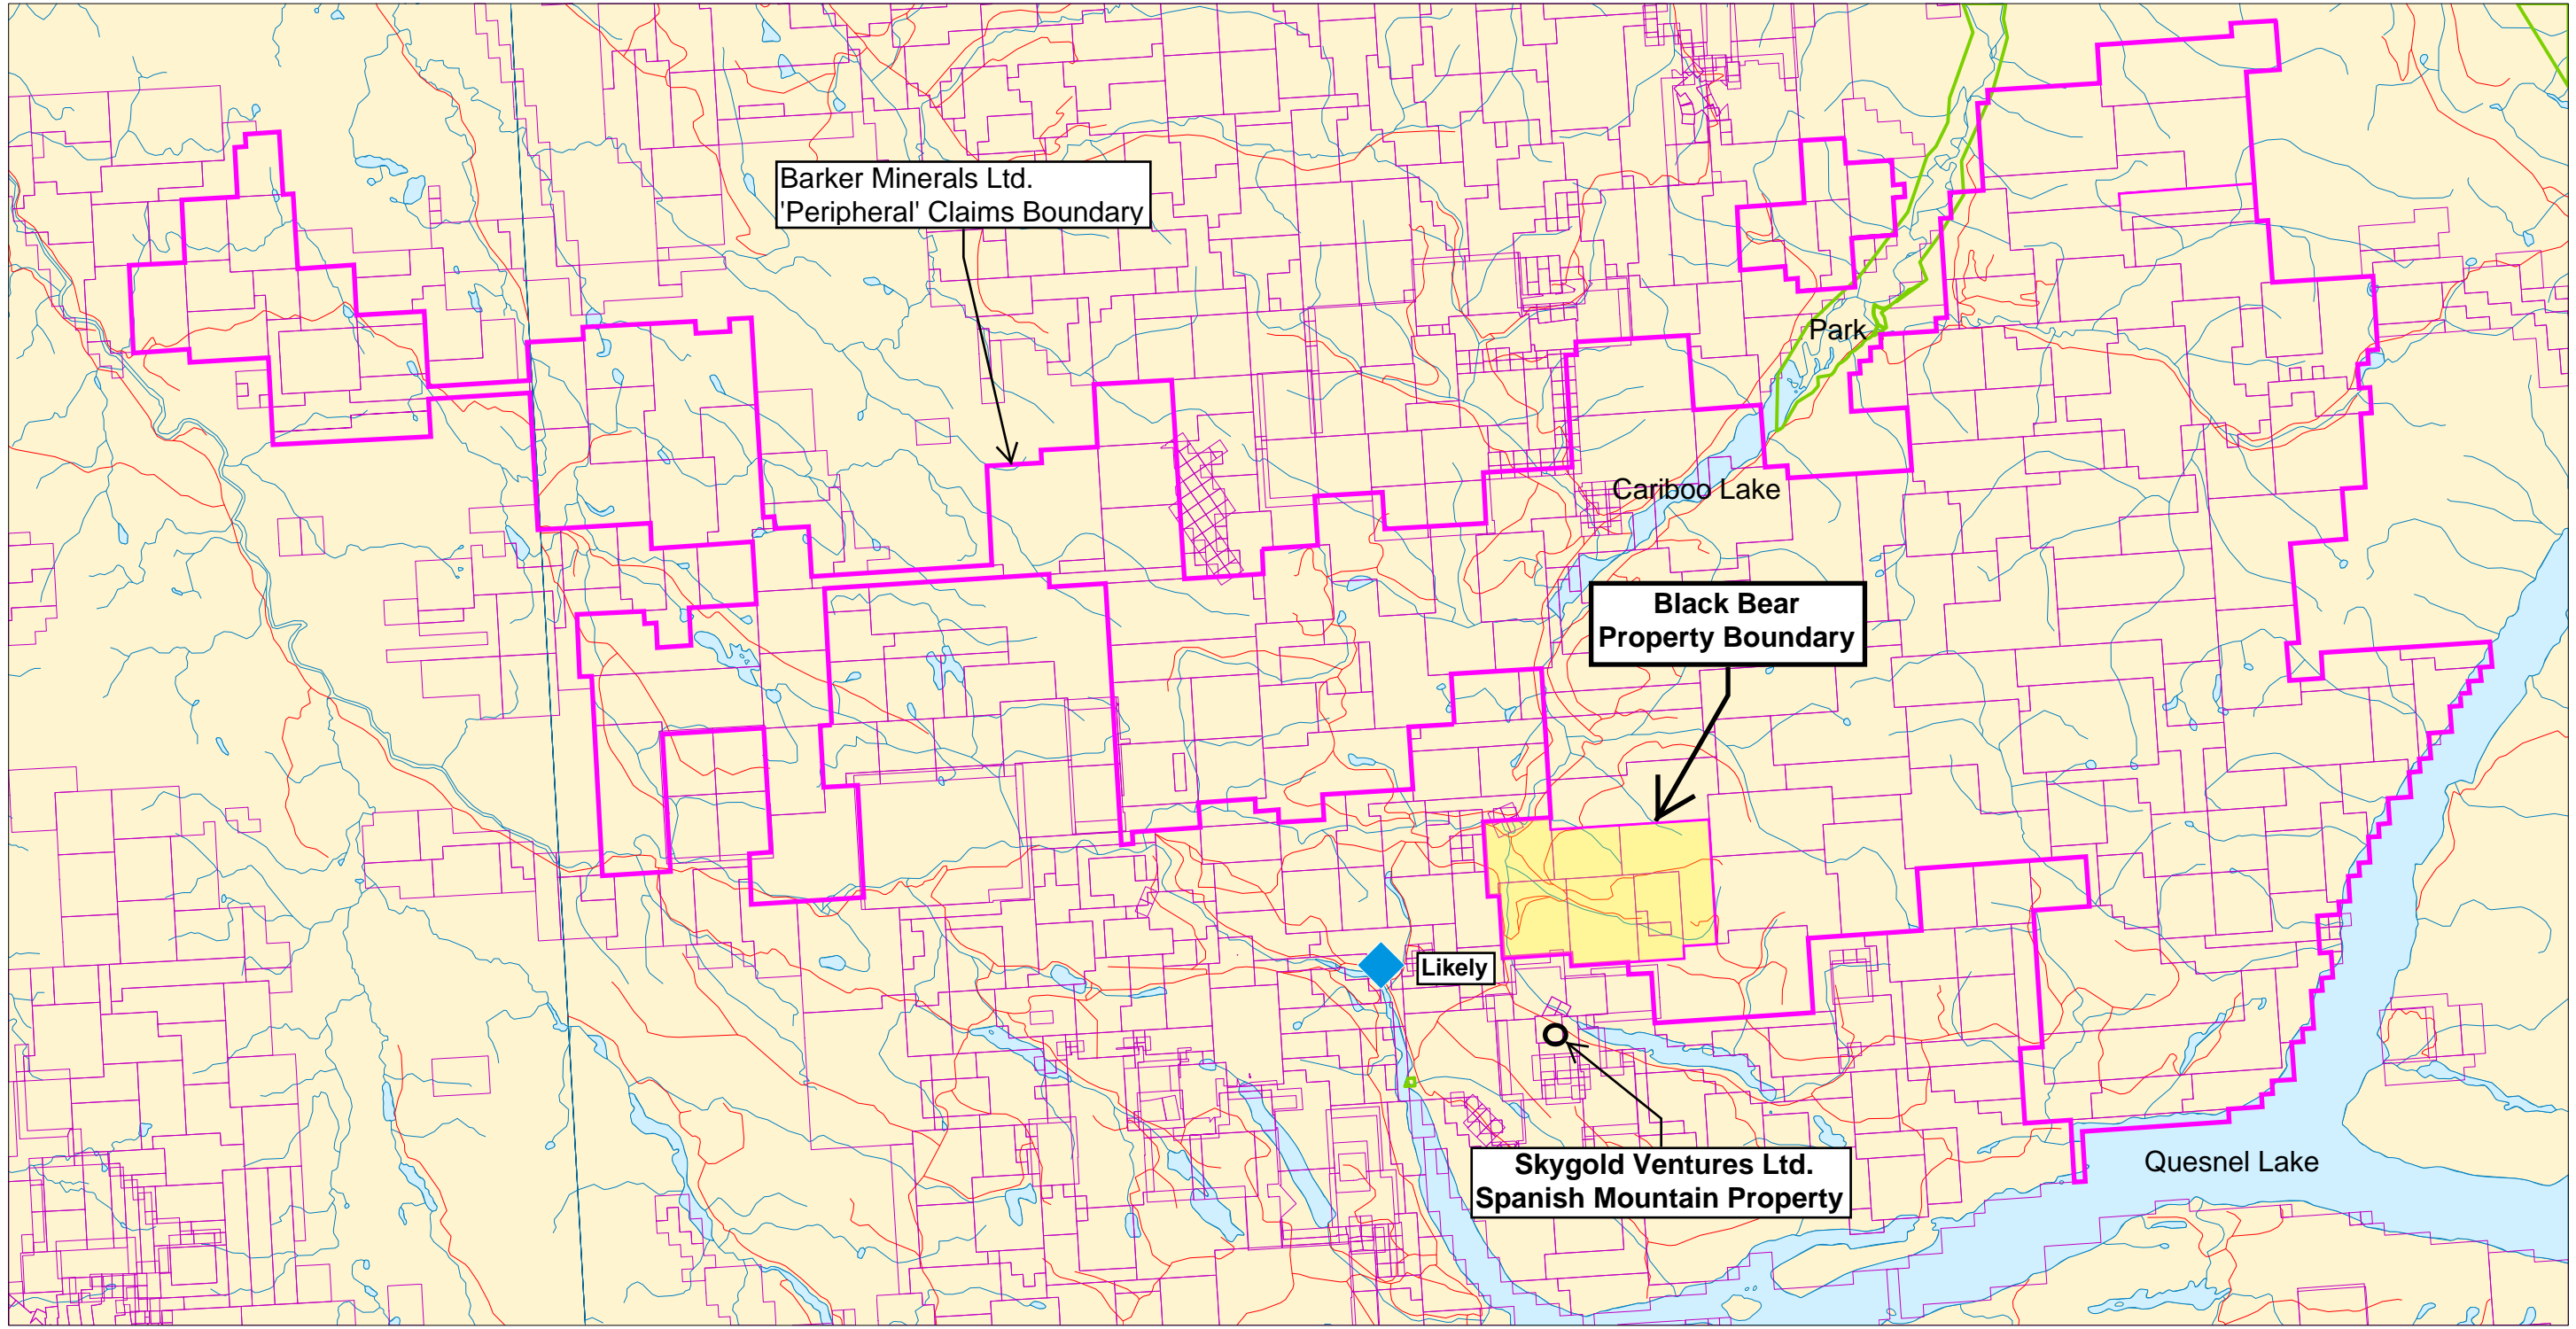 Barker Minerals Ltd.
'Peripheral' Claims Boundary
Park
Cariboo Lake
Black Bear
Property Boundary
Likely
Skygold Ventures Ltd.
Spanish Mountain Property
Quesnel Lake